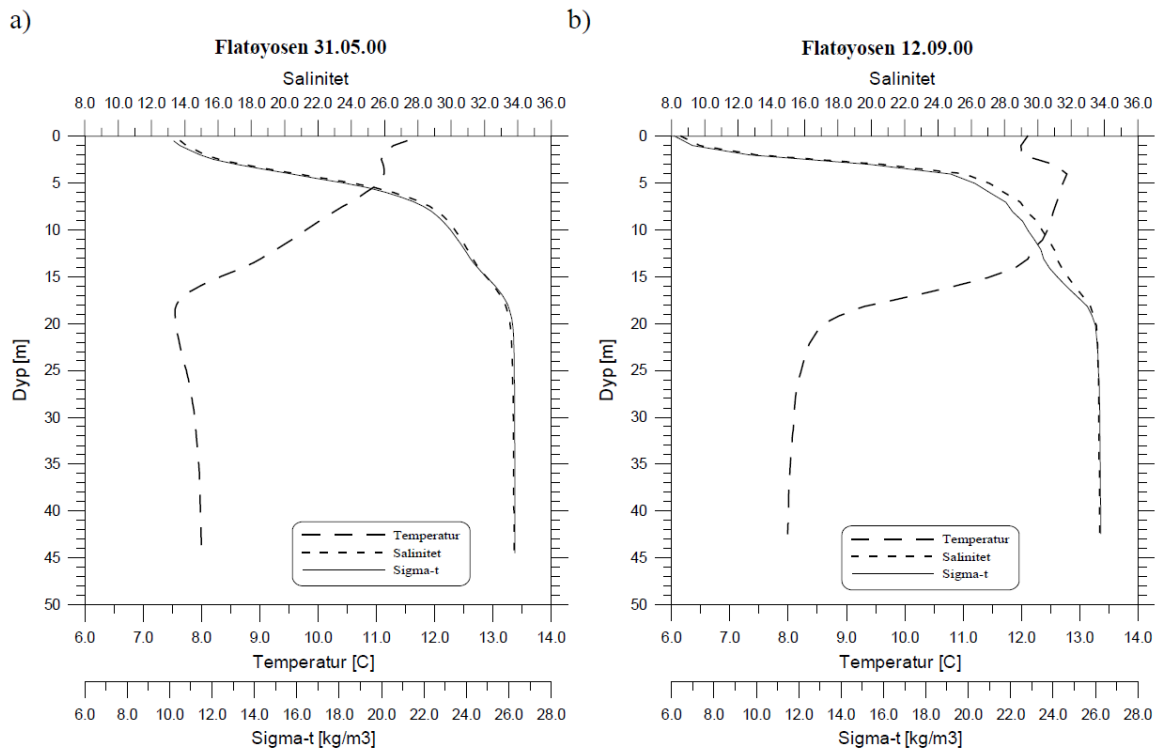 a)
Flatøyosen 31.05.00
Salinitet
8.0 10.0 12.0 14.0 16.0 18.0 20.0 22.0 24.0 26.0 28.0 30.0 32.0 34.0 36.0
0
5
10
15
20
25
30
35
40
45
50
Dyp [m]
Temperatur
Salinitet
Sigma-t
6.0 7.0 8.0 9.0 10.0 11.0 12.0 13.0 14.0
Temperatur [C]
6.0 8.0 10.0 12.0 14.0 16.0 18.0 20.0 22.0 24.0 26.0 28.0
Sigma-t [kg/m3]
b)
Flatøyosen 12.09.00
Salinitet
8.0 10.0 12.0 14.0 16.0 18.0 20.0 22.0 24.0 26.0 28.0 30.0 32.0 34.0 36.0
0
5
10
15
20
25
30
35
40
45
50
Dyp [m]
Temperatur
Salinitet
Sigma-t
6.0 7.0 8.0 9.0 10.0 11.0 12.0 13.0 14.0
Temperatur [C]
6.0 8.0 10.0 12.0 14.0 16.0 18.0 20.0 22.0 24.0 26.0 28.0
Sigma-t [kg/m3]